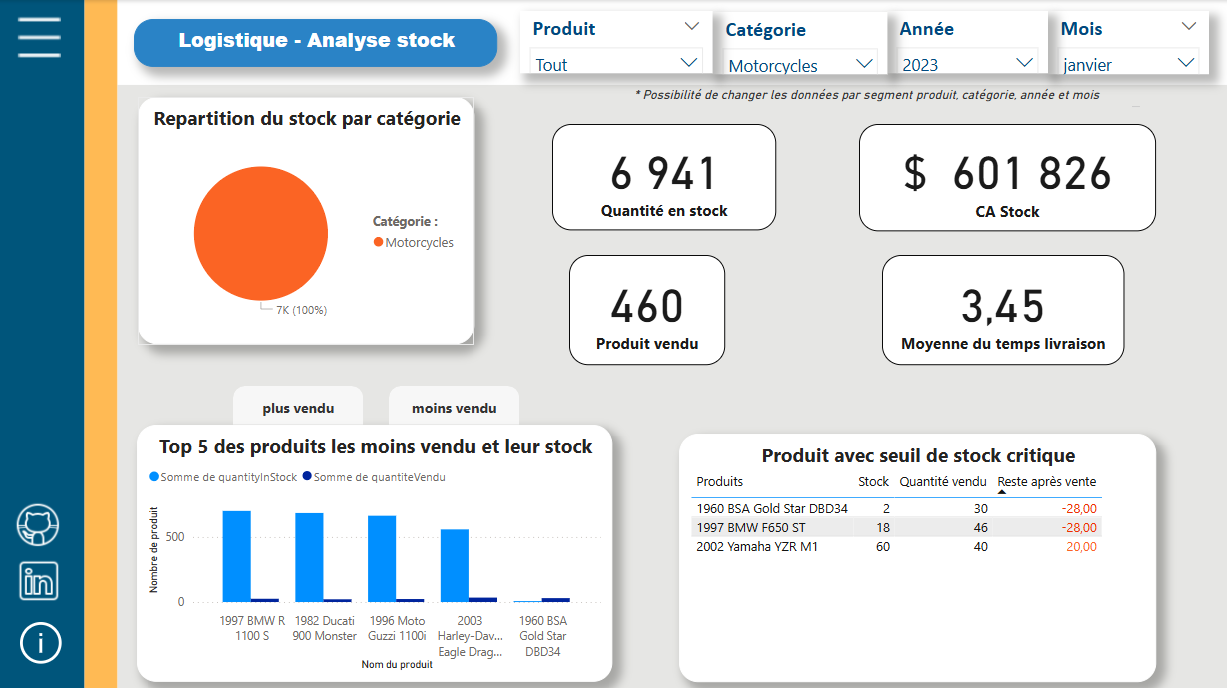 Logistique - Analyse stock
Produit
Tout
Catégorie
Motorcycles
Année
2023
Mois
janvier
* Possibilité de changer les données par segment produit, catégorie, année et mois
Repartition du stock par catégorie
Catégorie :
Motorcycles
7K (100%)
6 941
Quantité en stock
$ 601 826
CA Stock
460
Produit vendu
3,45
Moyenne du temps livraison
plus vendu
moins vendu
Top 5 des produits les moins vendu et leur stock
Somme de quantityInStock Somme de quantiteVendu
Nombre de produit
500
0
1997 BMW R
1100 S
1982 Ducati
900 Monster
1996 Moto
Guzzi 1100i
2003
Harley-Dav...
Eagle Drag...
1960 BSA
Gold Star
DBD34
Nom du produit
Produit avec seuil de stock critique
Produits Stock Quantité vendu Reste après vente
1960 BSA Gold Star DBD34 2 30 -28,00
1997 BMW F650 ST 18 46 -28,00
2002 Yamaha YZR M1 60 40 20,00
in
i